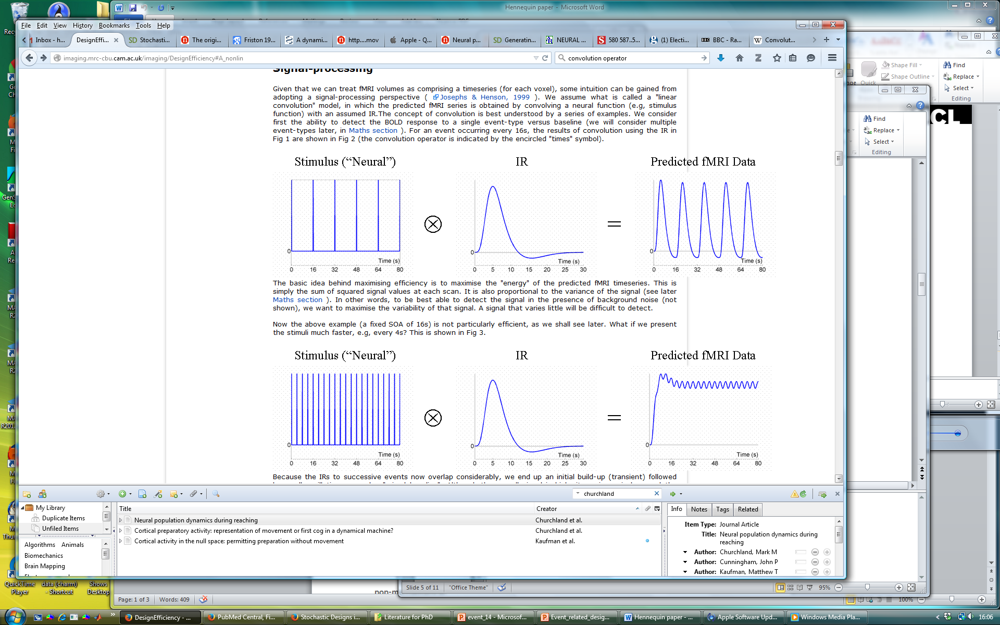 Hennequin paper - Microsoft Word
File Edit View History Bookmarks Tools Help
Inbox - h...
DesignEffi...
SD Stochasti...
The origi...
Friston 19...
A dynami...
http....mov
Apple - Q...
Neural p...
SD Generatin...
NEURAL ...
580 587..5...
(1) Electi...
BBC - Ra...
W Convolut...
imaging.mrc-cbu.cam.ac.uk/imaging/DesignEfficiency#A_nonlin
convolution operator
Shape Fill
Shape Outline
Quick
Find
Replace
Select
Editing
Find
Replace
Select
Editing
Signal-processing
Given that we can treat fMRI volumes as comprising a timeseries (for each voxel), some intuition can be gained from
adopting a signal-processing perspective ( Josephs & Henson, 1999 ). We assume what is called a "linear
convolution" model, in which the predicted fMRI series is obtained by convolving a neural function (e.g, stimulus
function) with an assumed IR.The concept of convolution is best understood by a series of examples. We consider
first the ability to detect the BOLD response to a single event-type versus baseline (we will consider multiple
event-types later, in Maths section ). For an event occurring every 16s, the results of convolution using the IR in
Fig 1 are shown in Fig 2 (the convolution operator is indicated by the encircled "times" symbol).
Stimulus (“Neural”) IR Predicted fMRI Data
0 0 0
Time (s) Time (s) Time (s)
0 16 32 48 64 80
0 5 10 15 20 25 30
0 16 32 48 64 80
The basic idea behind maximising efficiency is to maximise the "energy" of the predicted fMRI timeseries. This is
simply the sum of squared signal values at each scan. It is also proportional to the variance of the signal (see later
Maths section ). In other words, to be best able to detect the signal in the presence of background noise (not
shown), we want to maximise the variability of that signal. A signal that varies little will be difficult to detect.
Now the above example (a fixed SOA of 16s) is not particularly efficient, as we shall see later. What if we present
the stimuli much faster, e.g, every 4s? This is shown in Fig 3.
Stimulus (“Neural”) IR Predicted fMRI Data
0 0 0
Time (s) Time (s) Time (s)
0 16 32 48 64 80
0 5 10 15 20 25 30
0 16 32 48 64 80
Because the IRs to successive events now overlap considerably, we end up an initial build-up (transient) followed
churchland
My Library
Duplicate Items
Unfiled Items
Algorithms Animals
Biomechanics
Brain Mapping
Title Creator
Neural population dynamics during reaching Churchland et al.
Cortical preparatory activity: representation of movement or first cog in a dynamical machine? Churchland et al.
Cortical activity in the null space: permitting preparation without movement Kaufman et al.
Info Notes Tags Related
Item Type: Journal Article
Title: Neural population dynamics during
reaching
Author: Churchland, Mark M
Author: Cunningham, John P
Author: Kaufman, Matthew T
QuickTime
Player
data (charm)
- Shortcut
Shows
Desktop
Slide 5 of 11 "Office Theme" 95%
Page: 1 of 3 Words: 409 100%
DesignEfficiency - ...
PubMed Central, Fi...
Stochastic Designs i...
Literature for PhD
event_14 - Microsof...
Event_related_desig...
Hennequin paper - ...
Apple Software Upd...
Windows Media Pla...
16:06